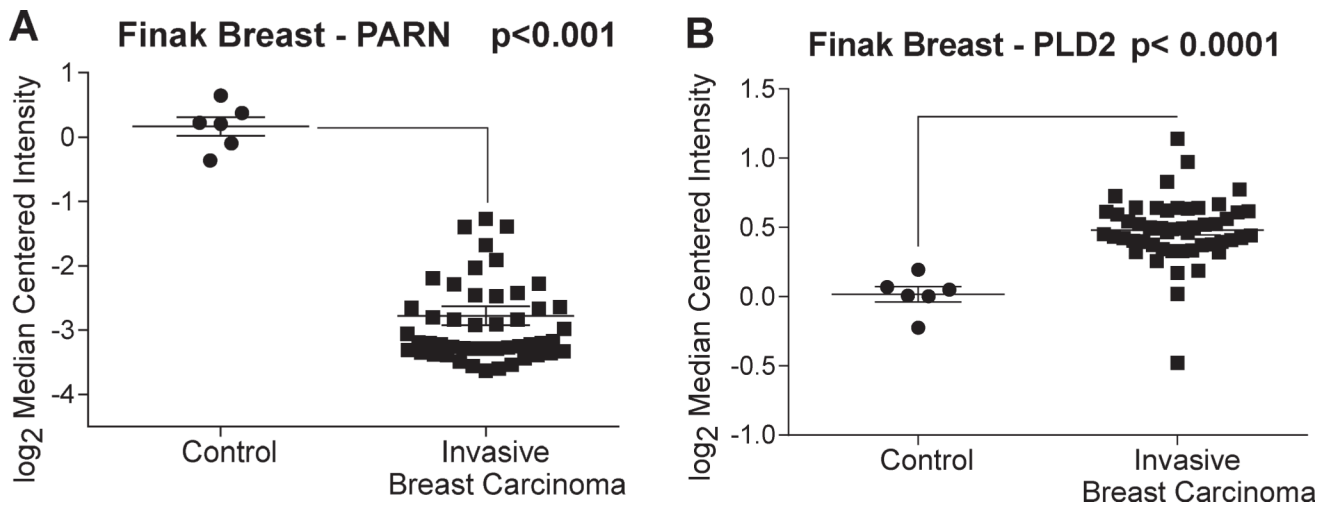 A
Finak Breast - PARN p<0.001
log2 Median Centered Intensity
1
0
-1
-2
-3
-4
Control
Invasive
Breast Carcinoma
B
Finak Breast - PLD2 p< 0.0001
log2 Median Centered Intensity
1.5
1.0
0.5
0.0
-0.5
-1.0
Control
Invasive
Breast Carcinoma